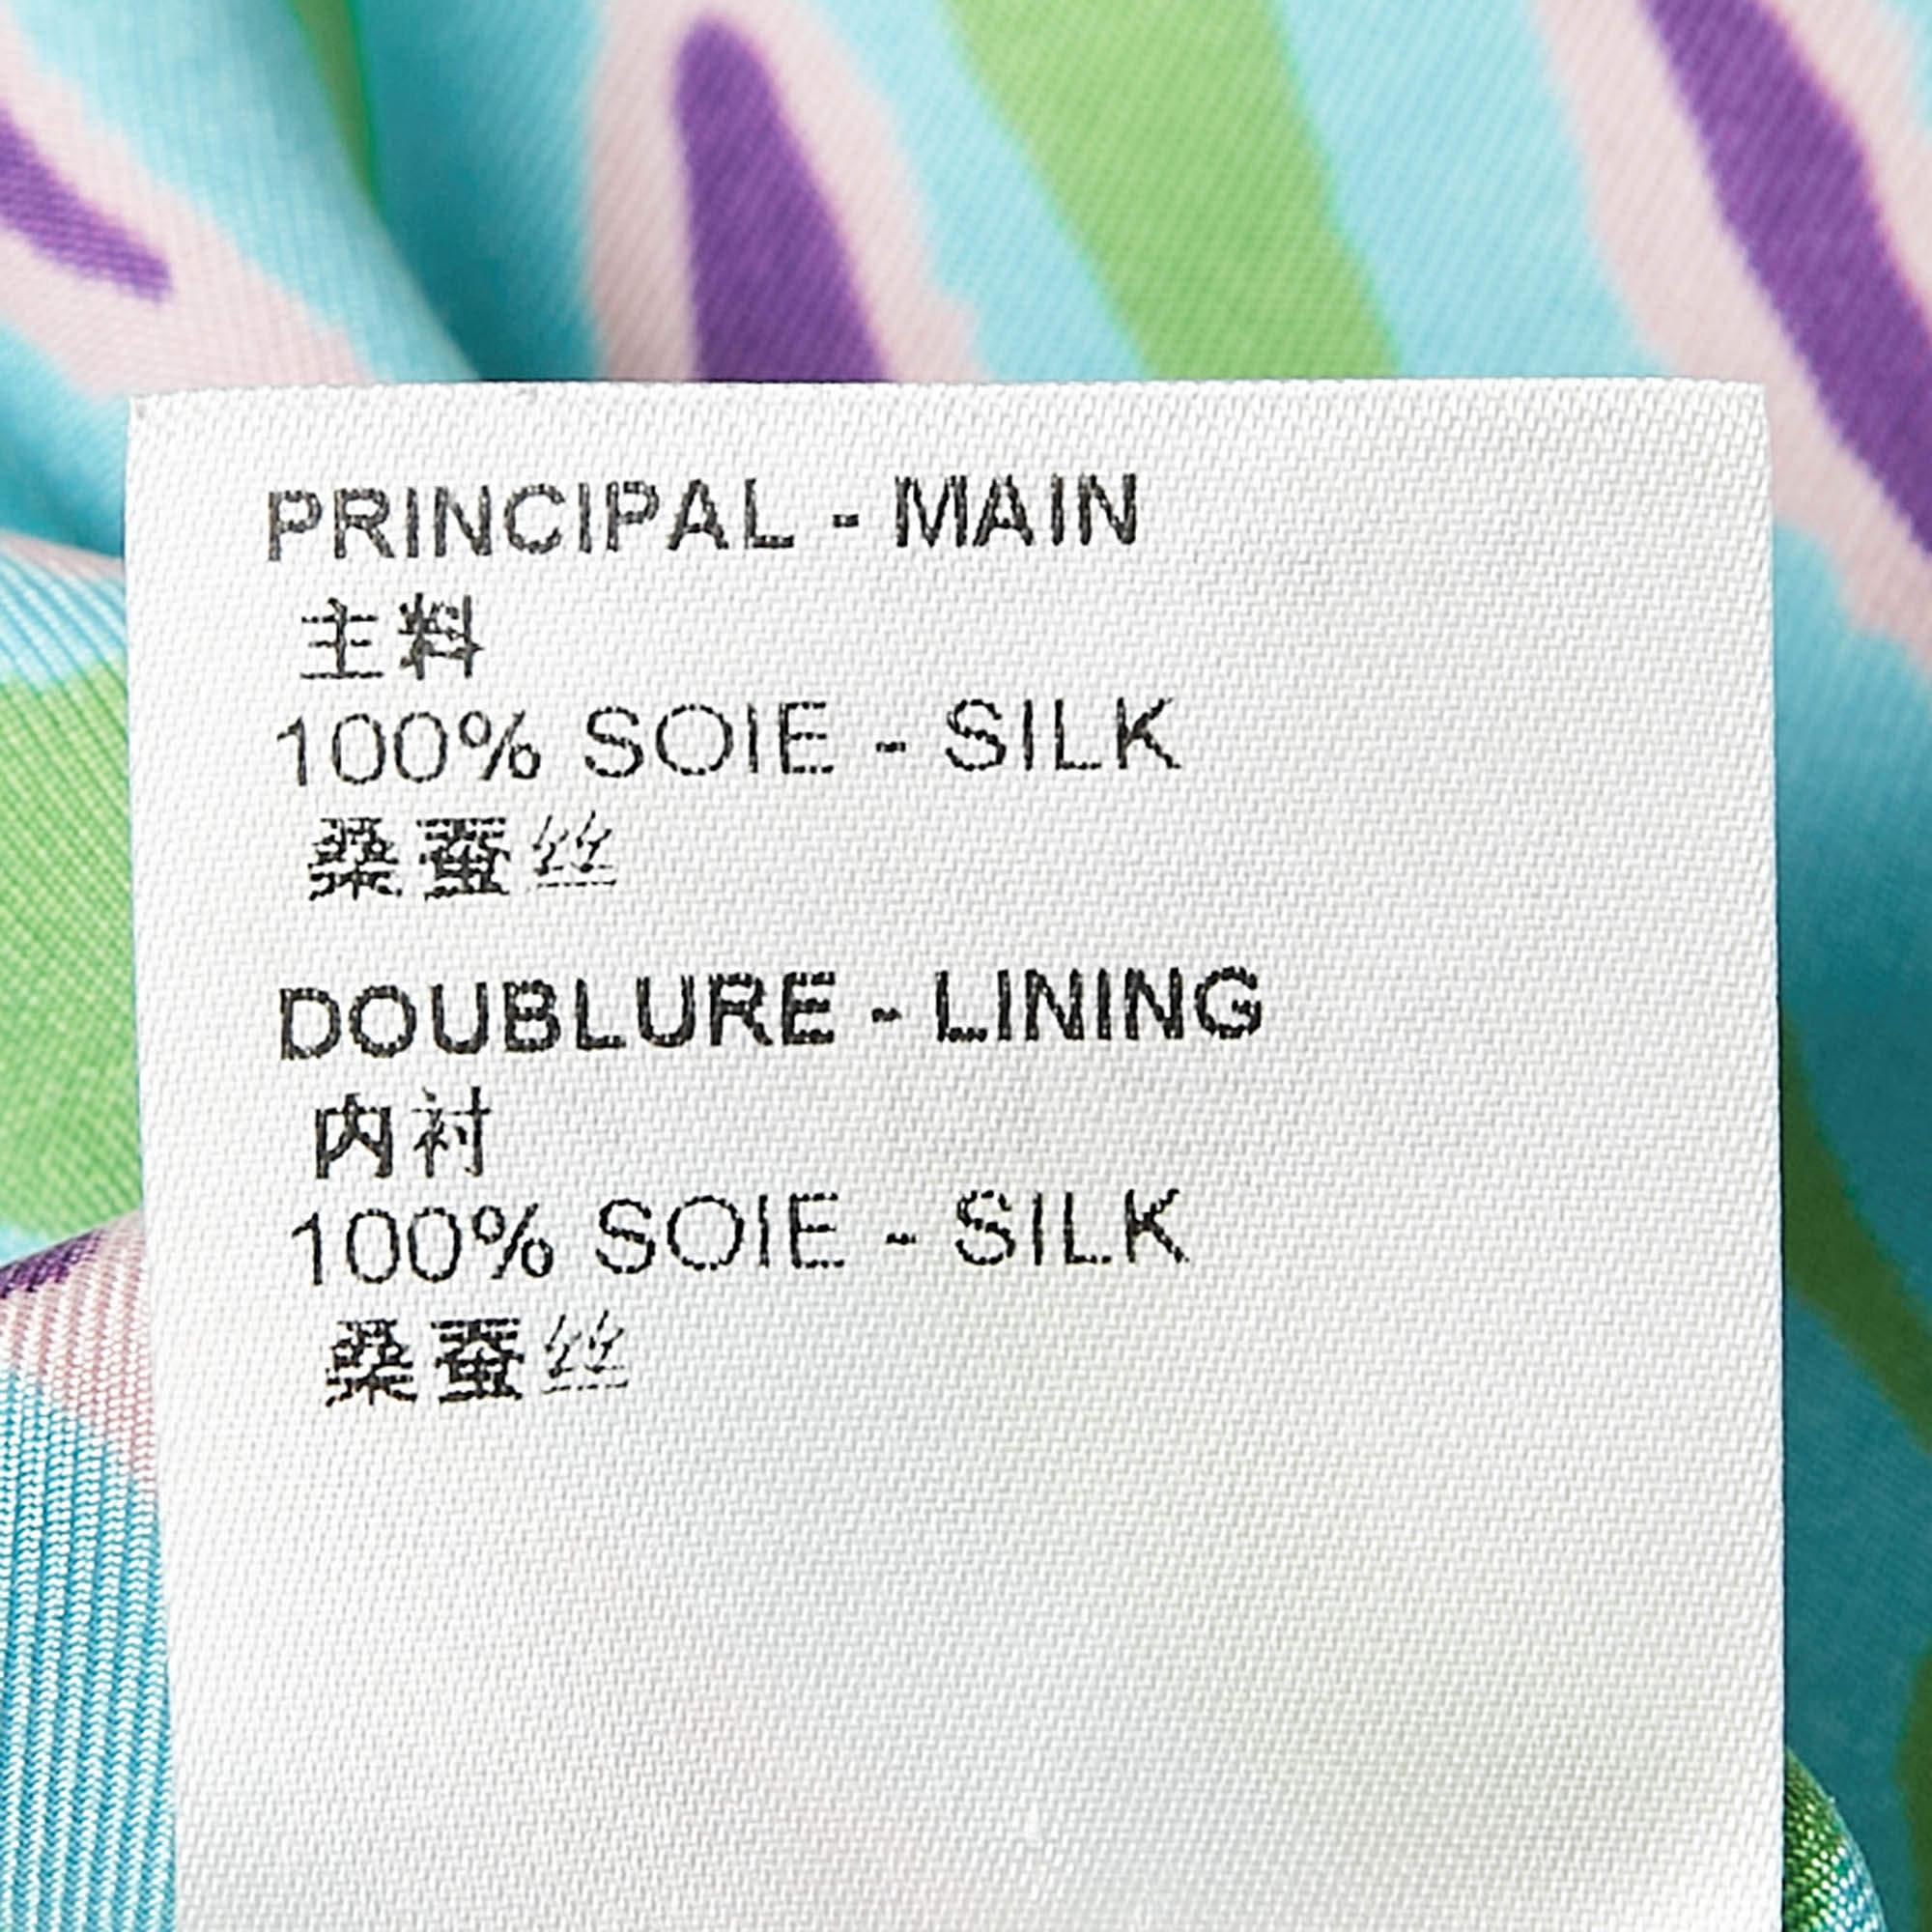 PRINCIPAL - MAIN
主料
100% SOIE - SILK
桑蚕丝
DOUBLURE - LINING
内衬
100% SOIE - SILK
桑蚕丝